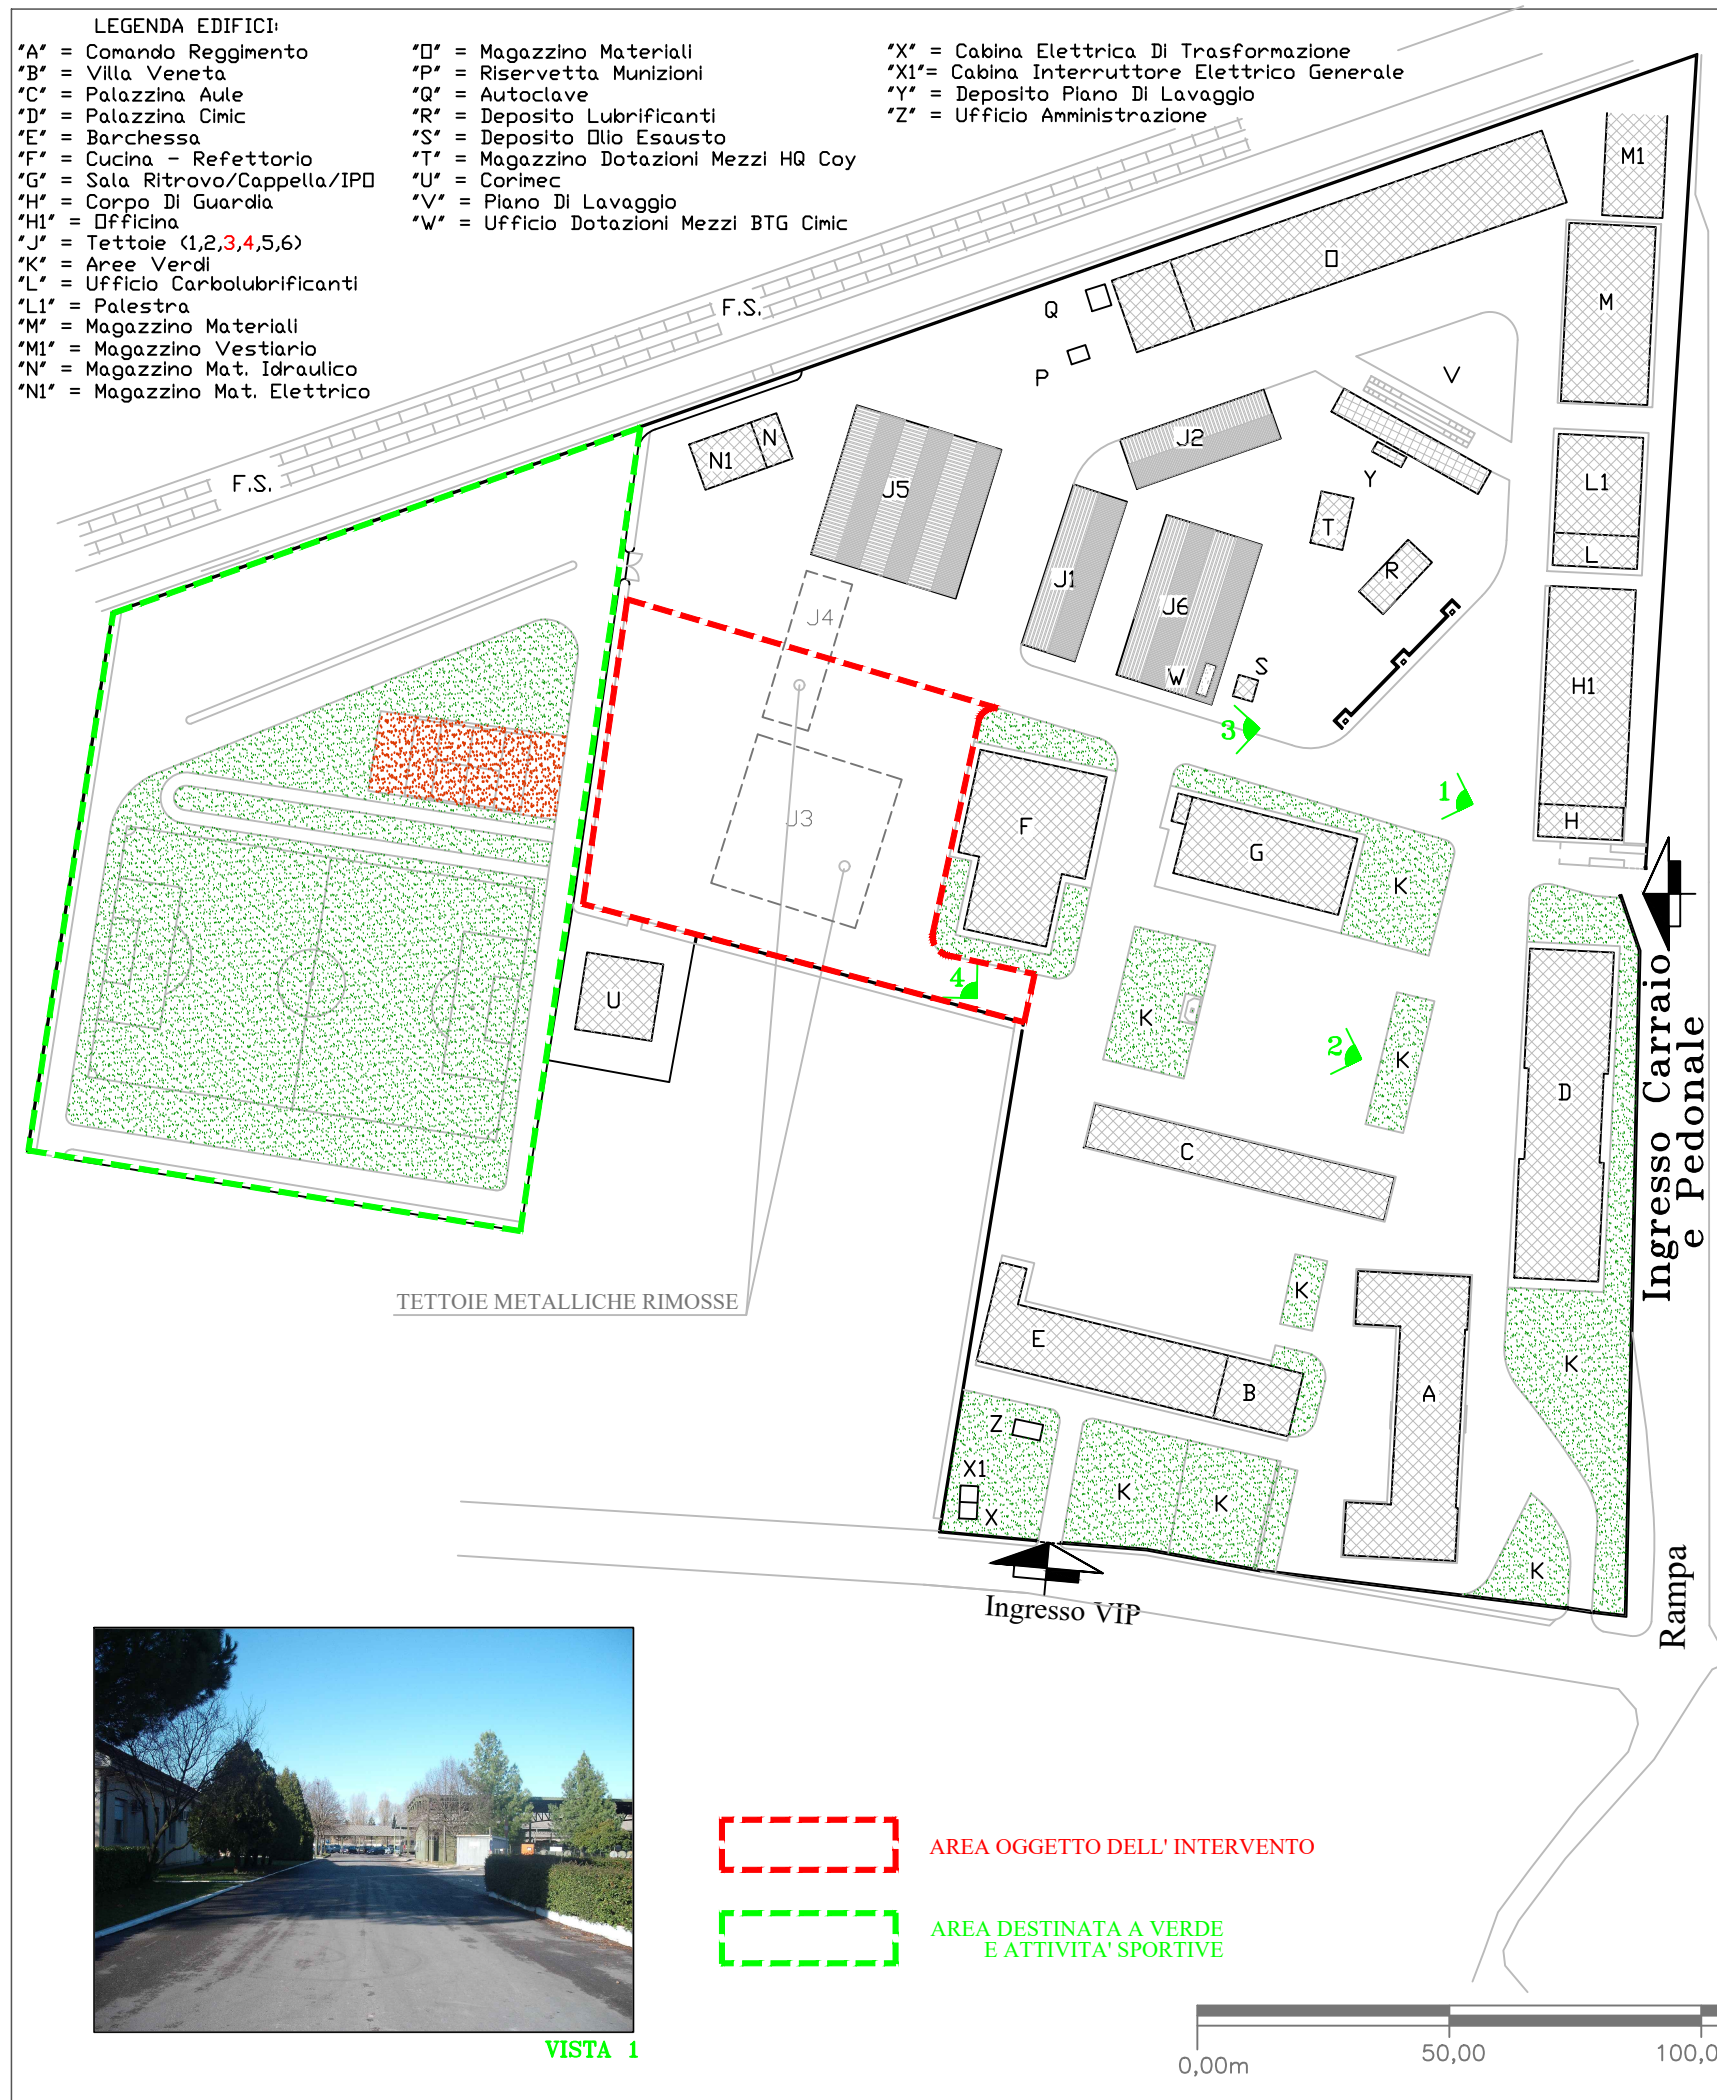 LEGENDA EDIFICI:
"A" = Comando Reggimento
"B" = Villa Veneta
"C" = Palazzina Aule
"D" = Palazzina Cimic
"E" = Barchessa
"F" = Cucina - Refettorio
"G" = Sala Ritrovo/Cappella/IPO
"H" = Corpo Di Guardia
"H1" = Officina
"J" = Tettoie (1,2,3,4,5,6)
"K" = Aree Verdi
"L" = Ufficio Carbolubrificanti
"L1" = Palestra
"M" = Magazzino Materiali
"M1" = Magazzino Vestiario
"N" = Magazzino Mat. Idraulico
"N1" = Magazzino Mat. Elettrico
"O" = Magazzino Materiali
"P" = Riservetta Munizioni
"Q" = Autoclave
"R" = Deposito Lubrificanti
"S" = Deposito Olio Esausto
"T" = Magazzino Dotazioni Mezzi HQ Coy
"U" = Corimec
"V" = Piano Di Lavaggio
"W" = Ufficio Dotazioni Mezzi BTG Cimic
"X" = Cabina Elettrica Di Trasformazione
"X1"= Cabina Interruttore Elettrico Generale
"Y" = Deposito Piano Di Lavaggio
"Z" = Ufficio Amministrazione
M1
O
M
Q
F.S.
P
V
J2
N
N1
Y
F.S.
J5
L1
T
L
R
J1
J6
J4
S
W
H1
3
1
J3
F
H
G
K
4
U
K
2
K
D
C
Ingresso Carraio
e Pedonale
TETTOIE METALLICHE RIMOSSE
K
E
K
B
A
Z
X1
K
K
X
K
Ingresso VIP
Rampa
AREA OGGETTO DELL' INTERVENTO
AREA DESTINATA A VERDE
E ATTIVITA' SPORTIVE
VISTA 1
0,00m
50,00
100,0